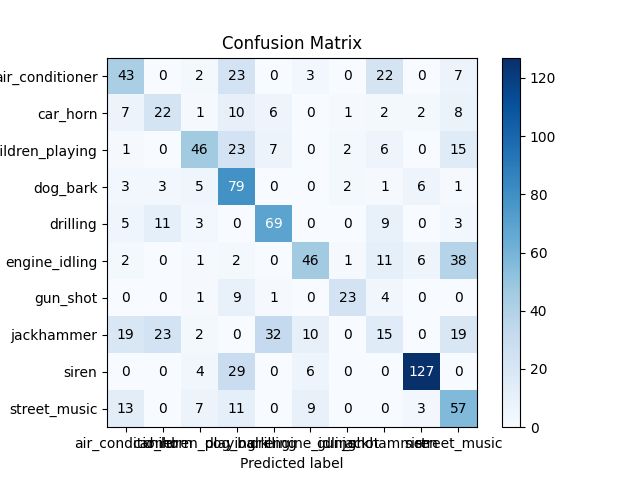 Confusion Matrix
air_conditioner 43 0 2 23 0 3 0 22 0 7
car_horn 7 22 1 10 6 0 1 2 2 8
ildren_playing 1 0 46 23 7 0 2 6 0 15
dog_bark 3 3 5 79 0 0 2 1 6 1
drilling 5 11 3 0 69 0 0 9 0 3
engine_idling 2 0 1 2 0 46 1 11 6 38
gun_shot 0 0 1 9 1 0 23 4 0 0
jackhammer 19 23 2 0 32 10 0 15 0 19
siren 0 0 4 29 0 6 0 0 127 0
street_music 13 0 7 11 0 9 0 0 3 57
Predicted label
120
100
80
60
40
20
0